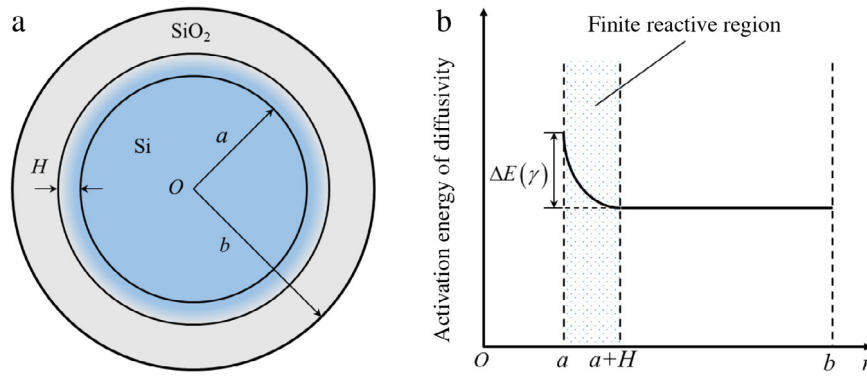 a
SiO₂
Si
a
H
O
b
b
Finite reactive region
Activation energy of diffusivity
ΔE(γ)
O
a
a+H
b
r